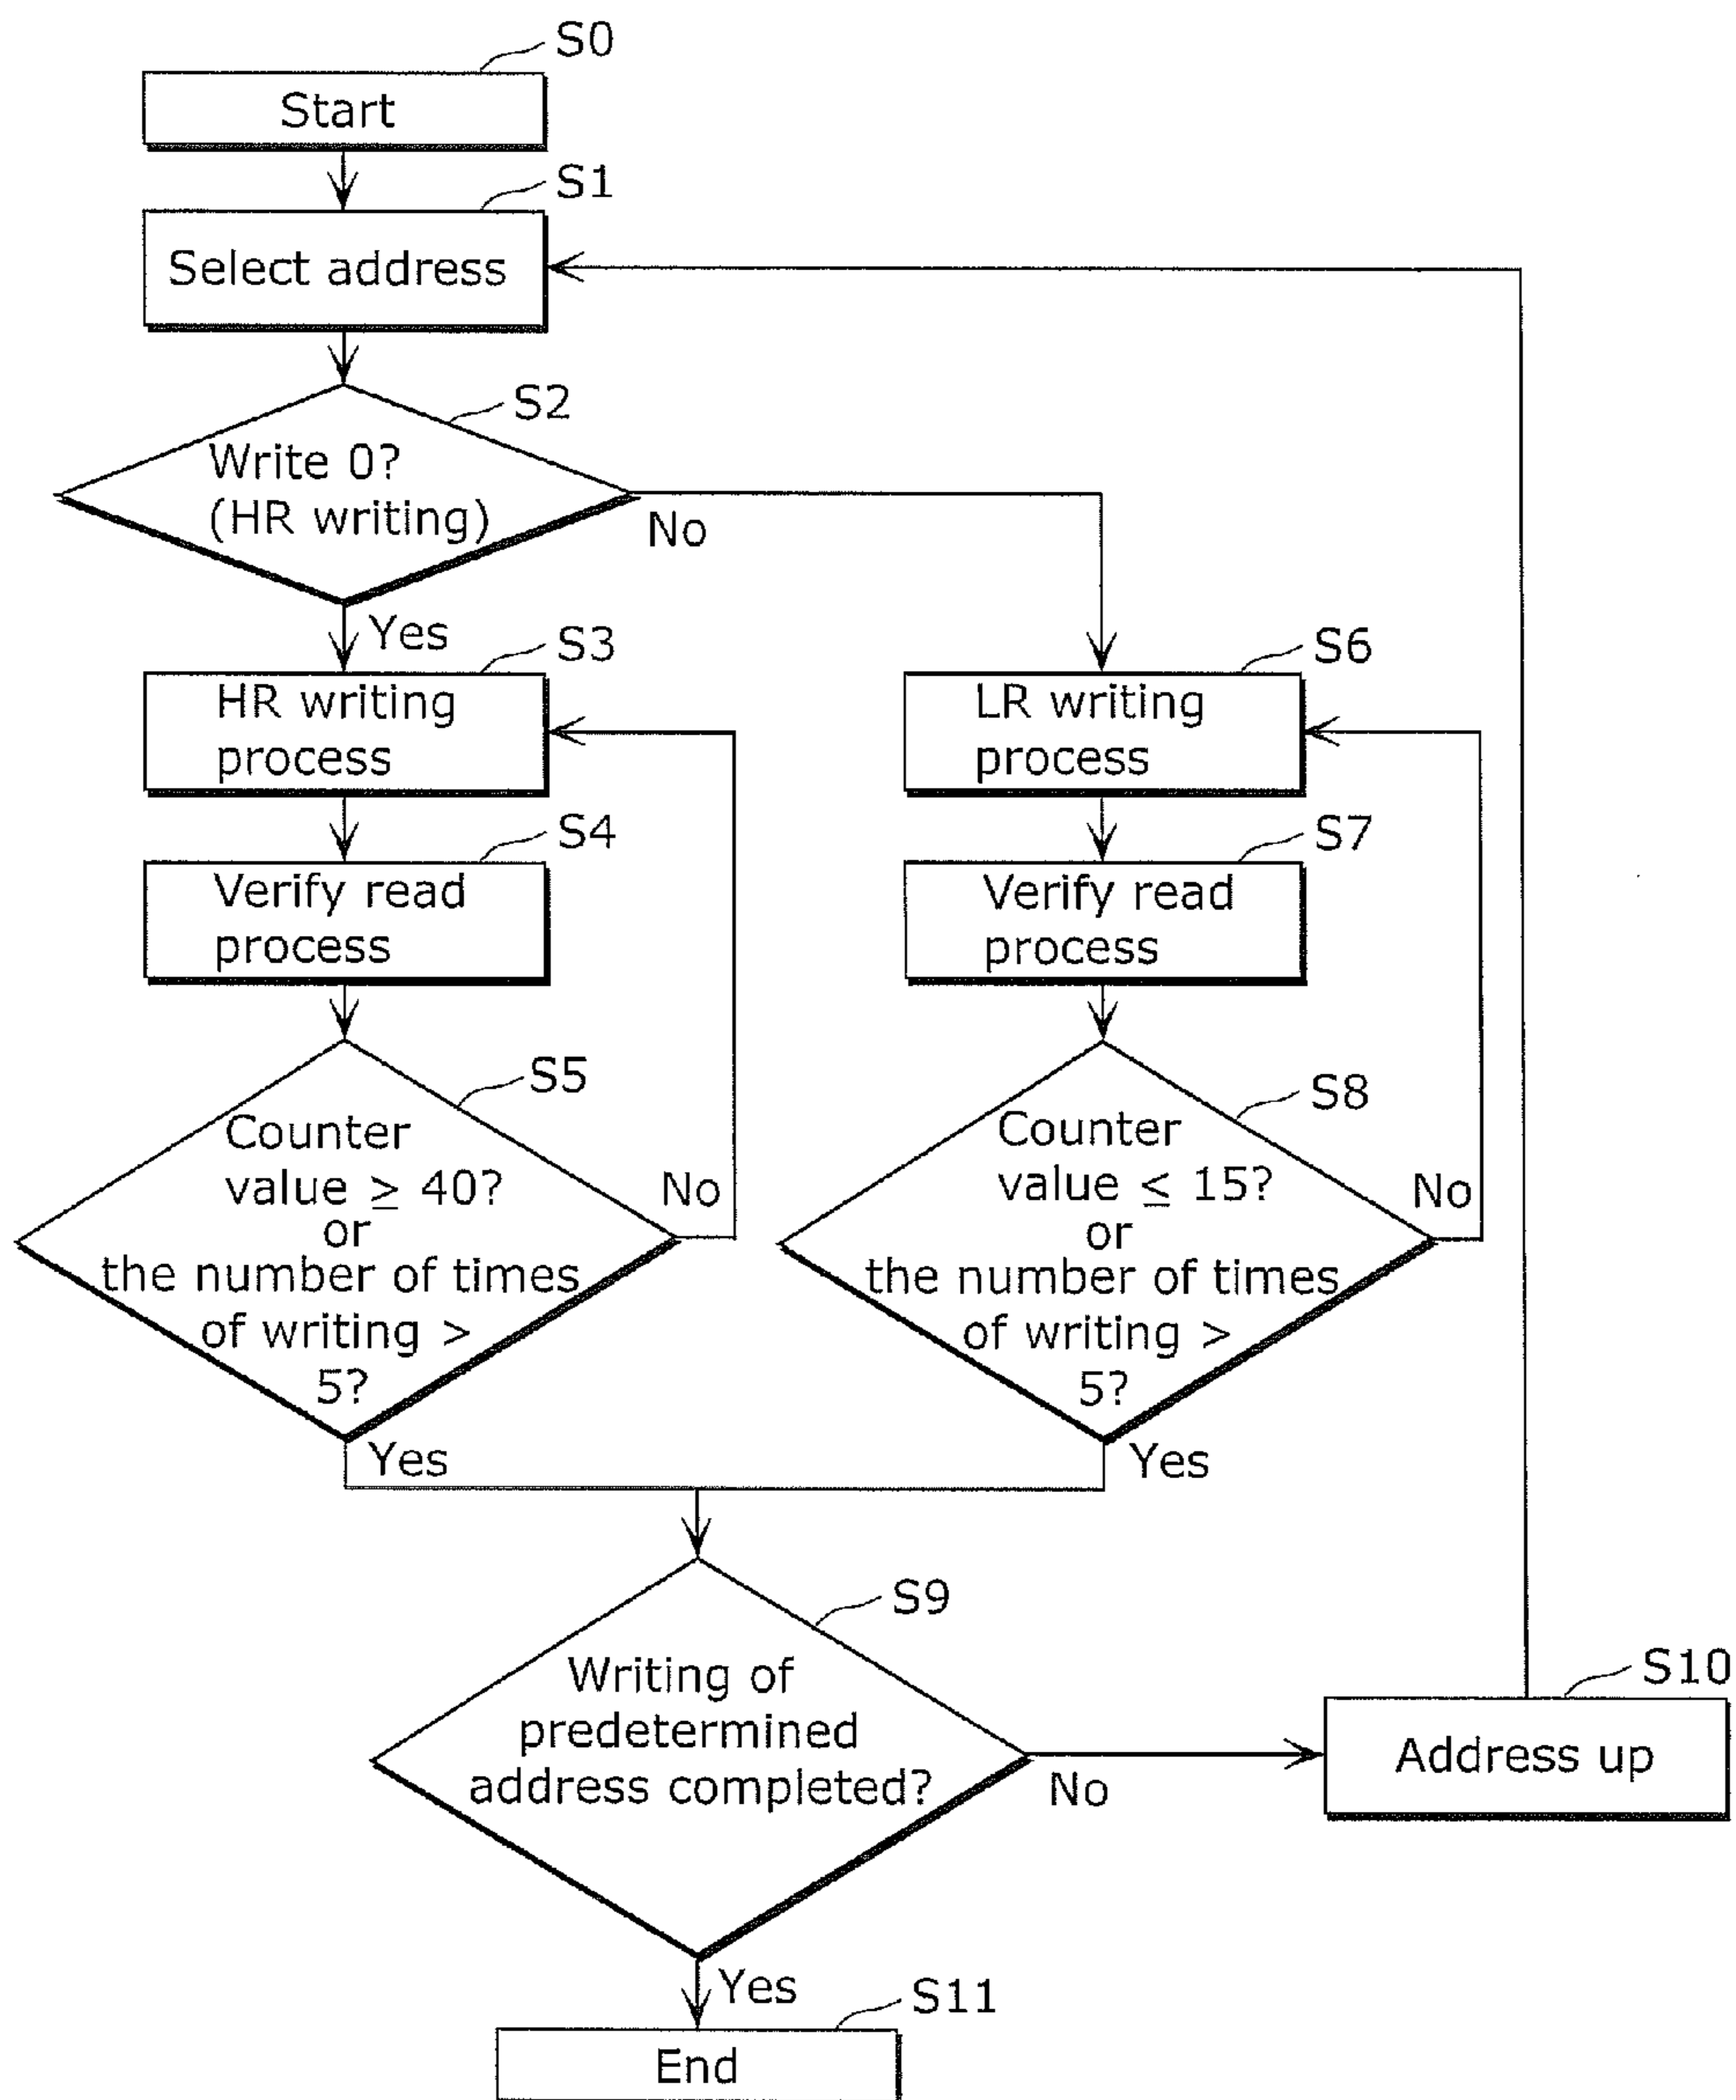 S0
Start
S1
Select address
S2
Write 0?
(HR writing)
No
Yes
S3
HR writing
process
S6
LR writing
process
S4
Verify read
process
S7
Verify read
process
S5
Counter
value ≥ 40?
or
the number of times
of writing >
5?
No
Yes
S8
Counter
value ≤ 15?
or
the number of times
of writing >
5?
No
Yes
S9
Writing of
predetermined
address completed?
No
S10
Address up
Yes
S11
End